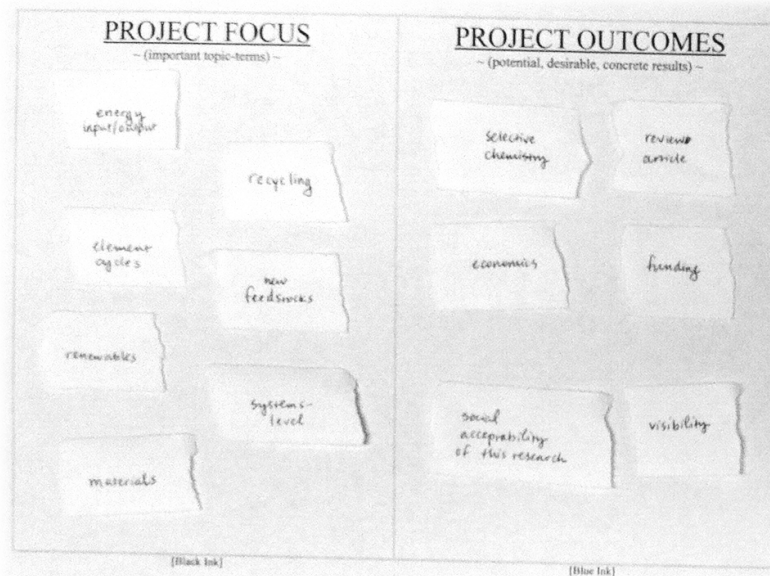 PROJECT FOCUS
~ (important topic-terms) ~
energy
input/output
recycling
element
cycles
new
feedstocks
renewables
systems-
level
materials
[Black Ink]
PROJECT OUTCOMES
~ (potential, desirable, concrete results) ~
selective
chemistry
review
article
economics
funding
social
acceptability
of this research
visibility
[Blue Ink]